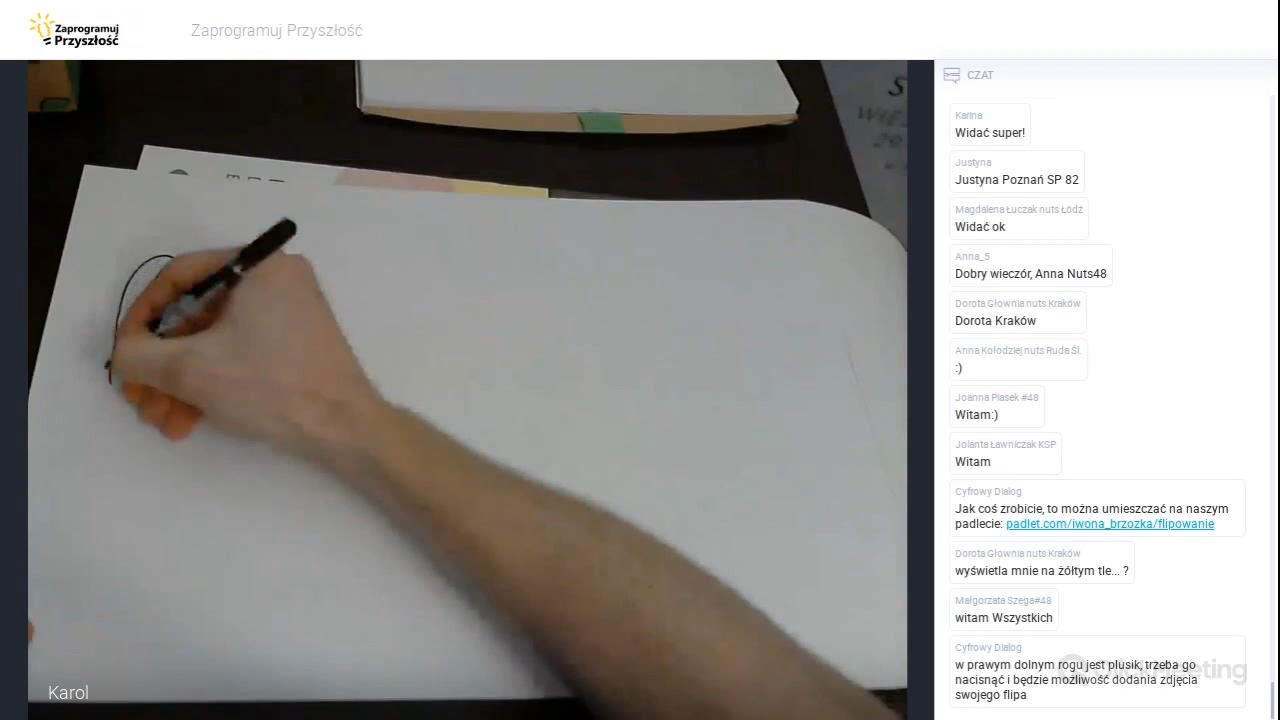 Zaprogramuj
Przyszłość
Zaprogramuj Przyszłość
CZAT
Karina
Widać super!
Justyna
Justyna Poznań SP 82
Magdalena Łuczak nuts Łódź
Widać ok
Anna_5
Dobry wieczór, Anna Nuts48
Dorota Głownia nuts Kraków
Dorota Kraków
Anna Kołodziej nuts Ruda Śl.
:)
Joanna Piasek #48
Witam:)
Jolanta Ławniczak KSP
Witam
Cyfrowy Dialog
Jak coś zrobicie, to można umieszczać na naszym
padlecie: padlet.com/iwona_brzozka/flipowanie
Dorota Głownia nuts Kraków
wyświetla mnie na żółtym tle... ?
Małgorzata Szega#48
witam Wszystkich
Cyfrowy Dialog
w prawym dolnym rogu jest plusik, trzeba go
nacisnąć i będzie możliwość dodania zdjęcia
swojego flipa
Karol